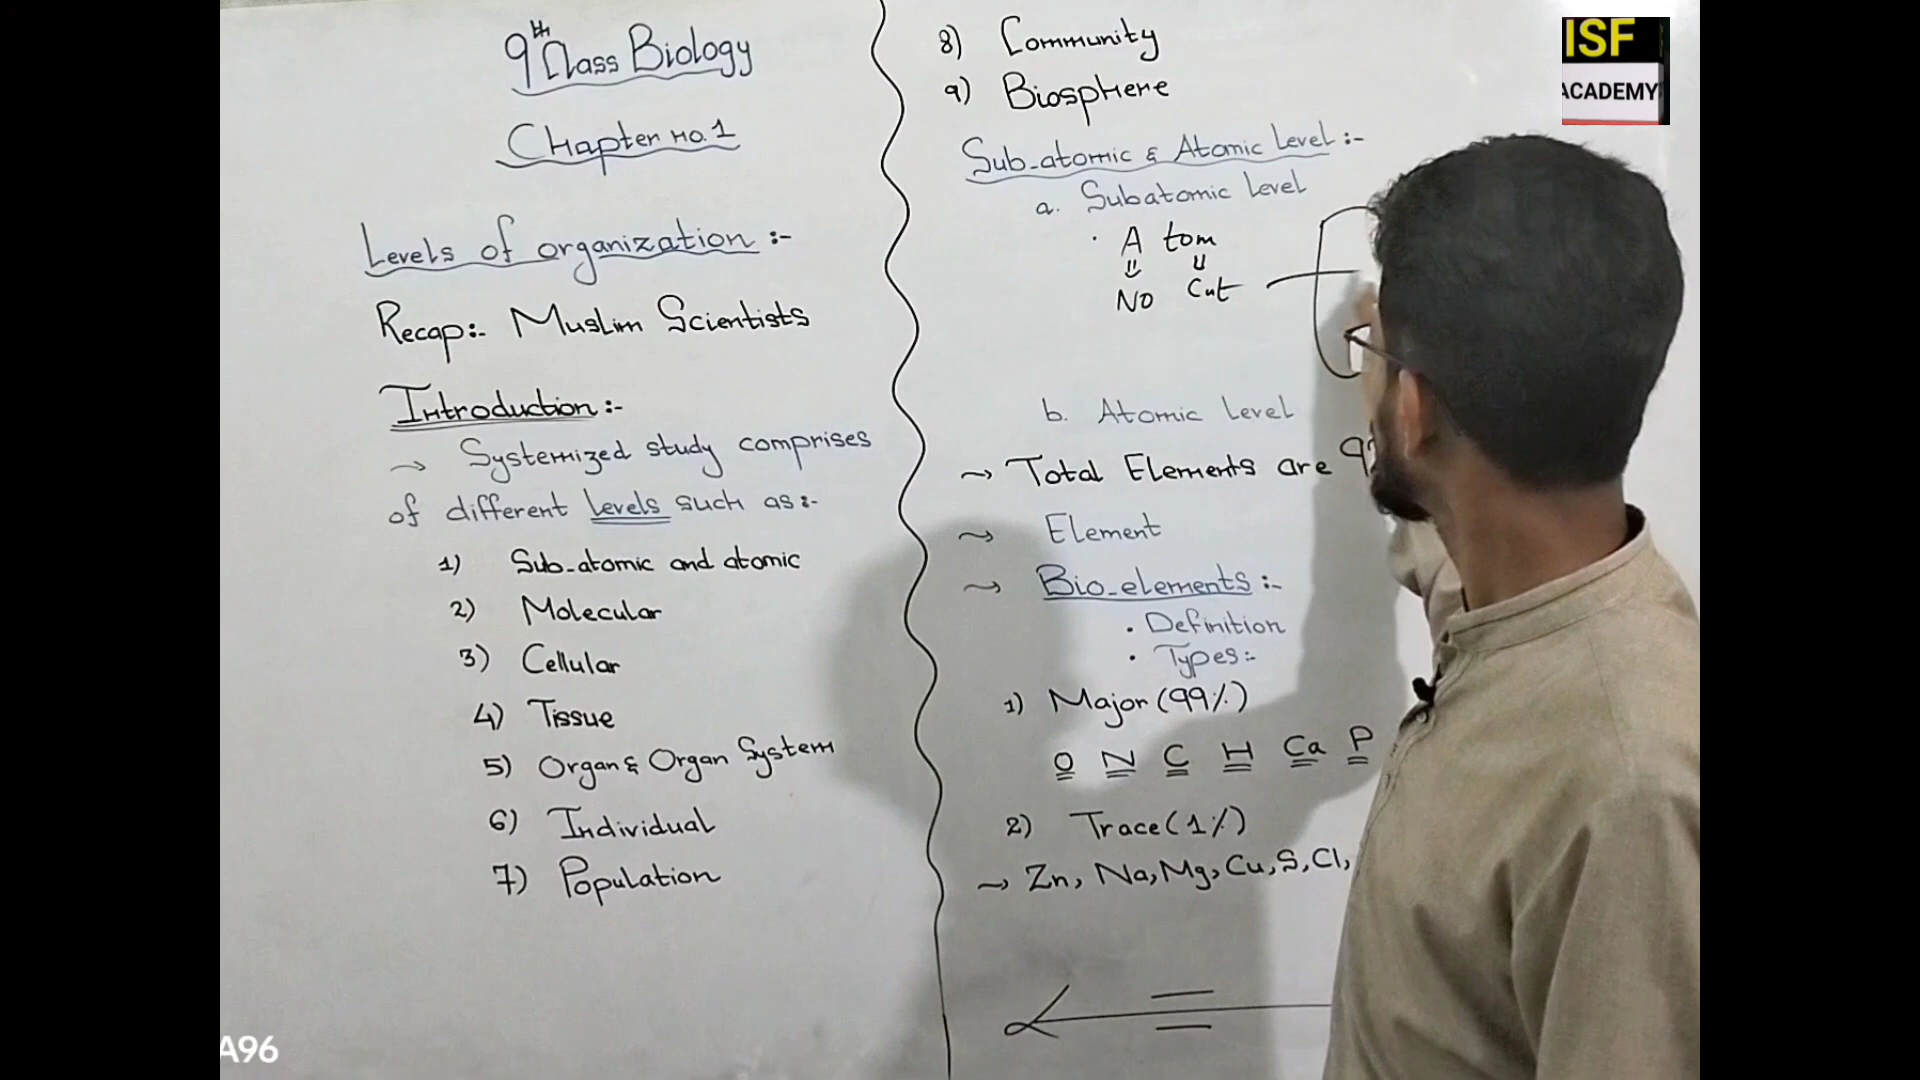 9th Class Biology
Chapter no. 1
Levels of organization :-
Recap:- Muslim Scientists
Introduction :-
→ Systemized study comprises
of different levels such as:-
1) Sub-atomic and atomic
2) Molecular
3) Cellular
4) Tissue
5) Organ & Organ System
6) Individual
7) Population
8) Community
9) Biosphere
Sub-atomic & Atomic Level :-
a. Subatomic Level
· A tom
NO Cut
b. Atomic Level
→ Total Elements are
→ Element
→ Bio-elements :-
• Definition
• Types:-
1) Major (99%)
O N C H Ca P
2) Trace (1%)
→ Zn, Na, Mg, Cu, S, Cl,
ISF
ACADEMY
A96